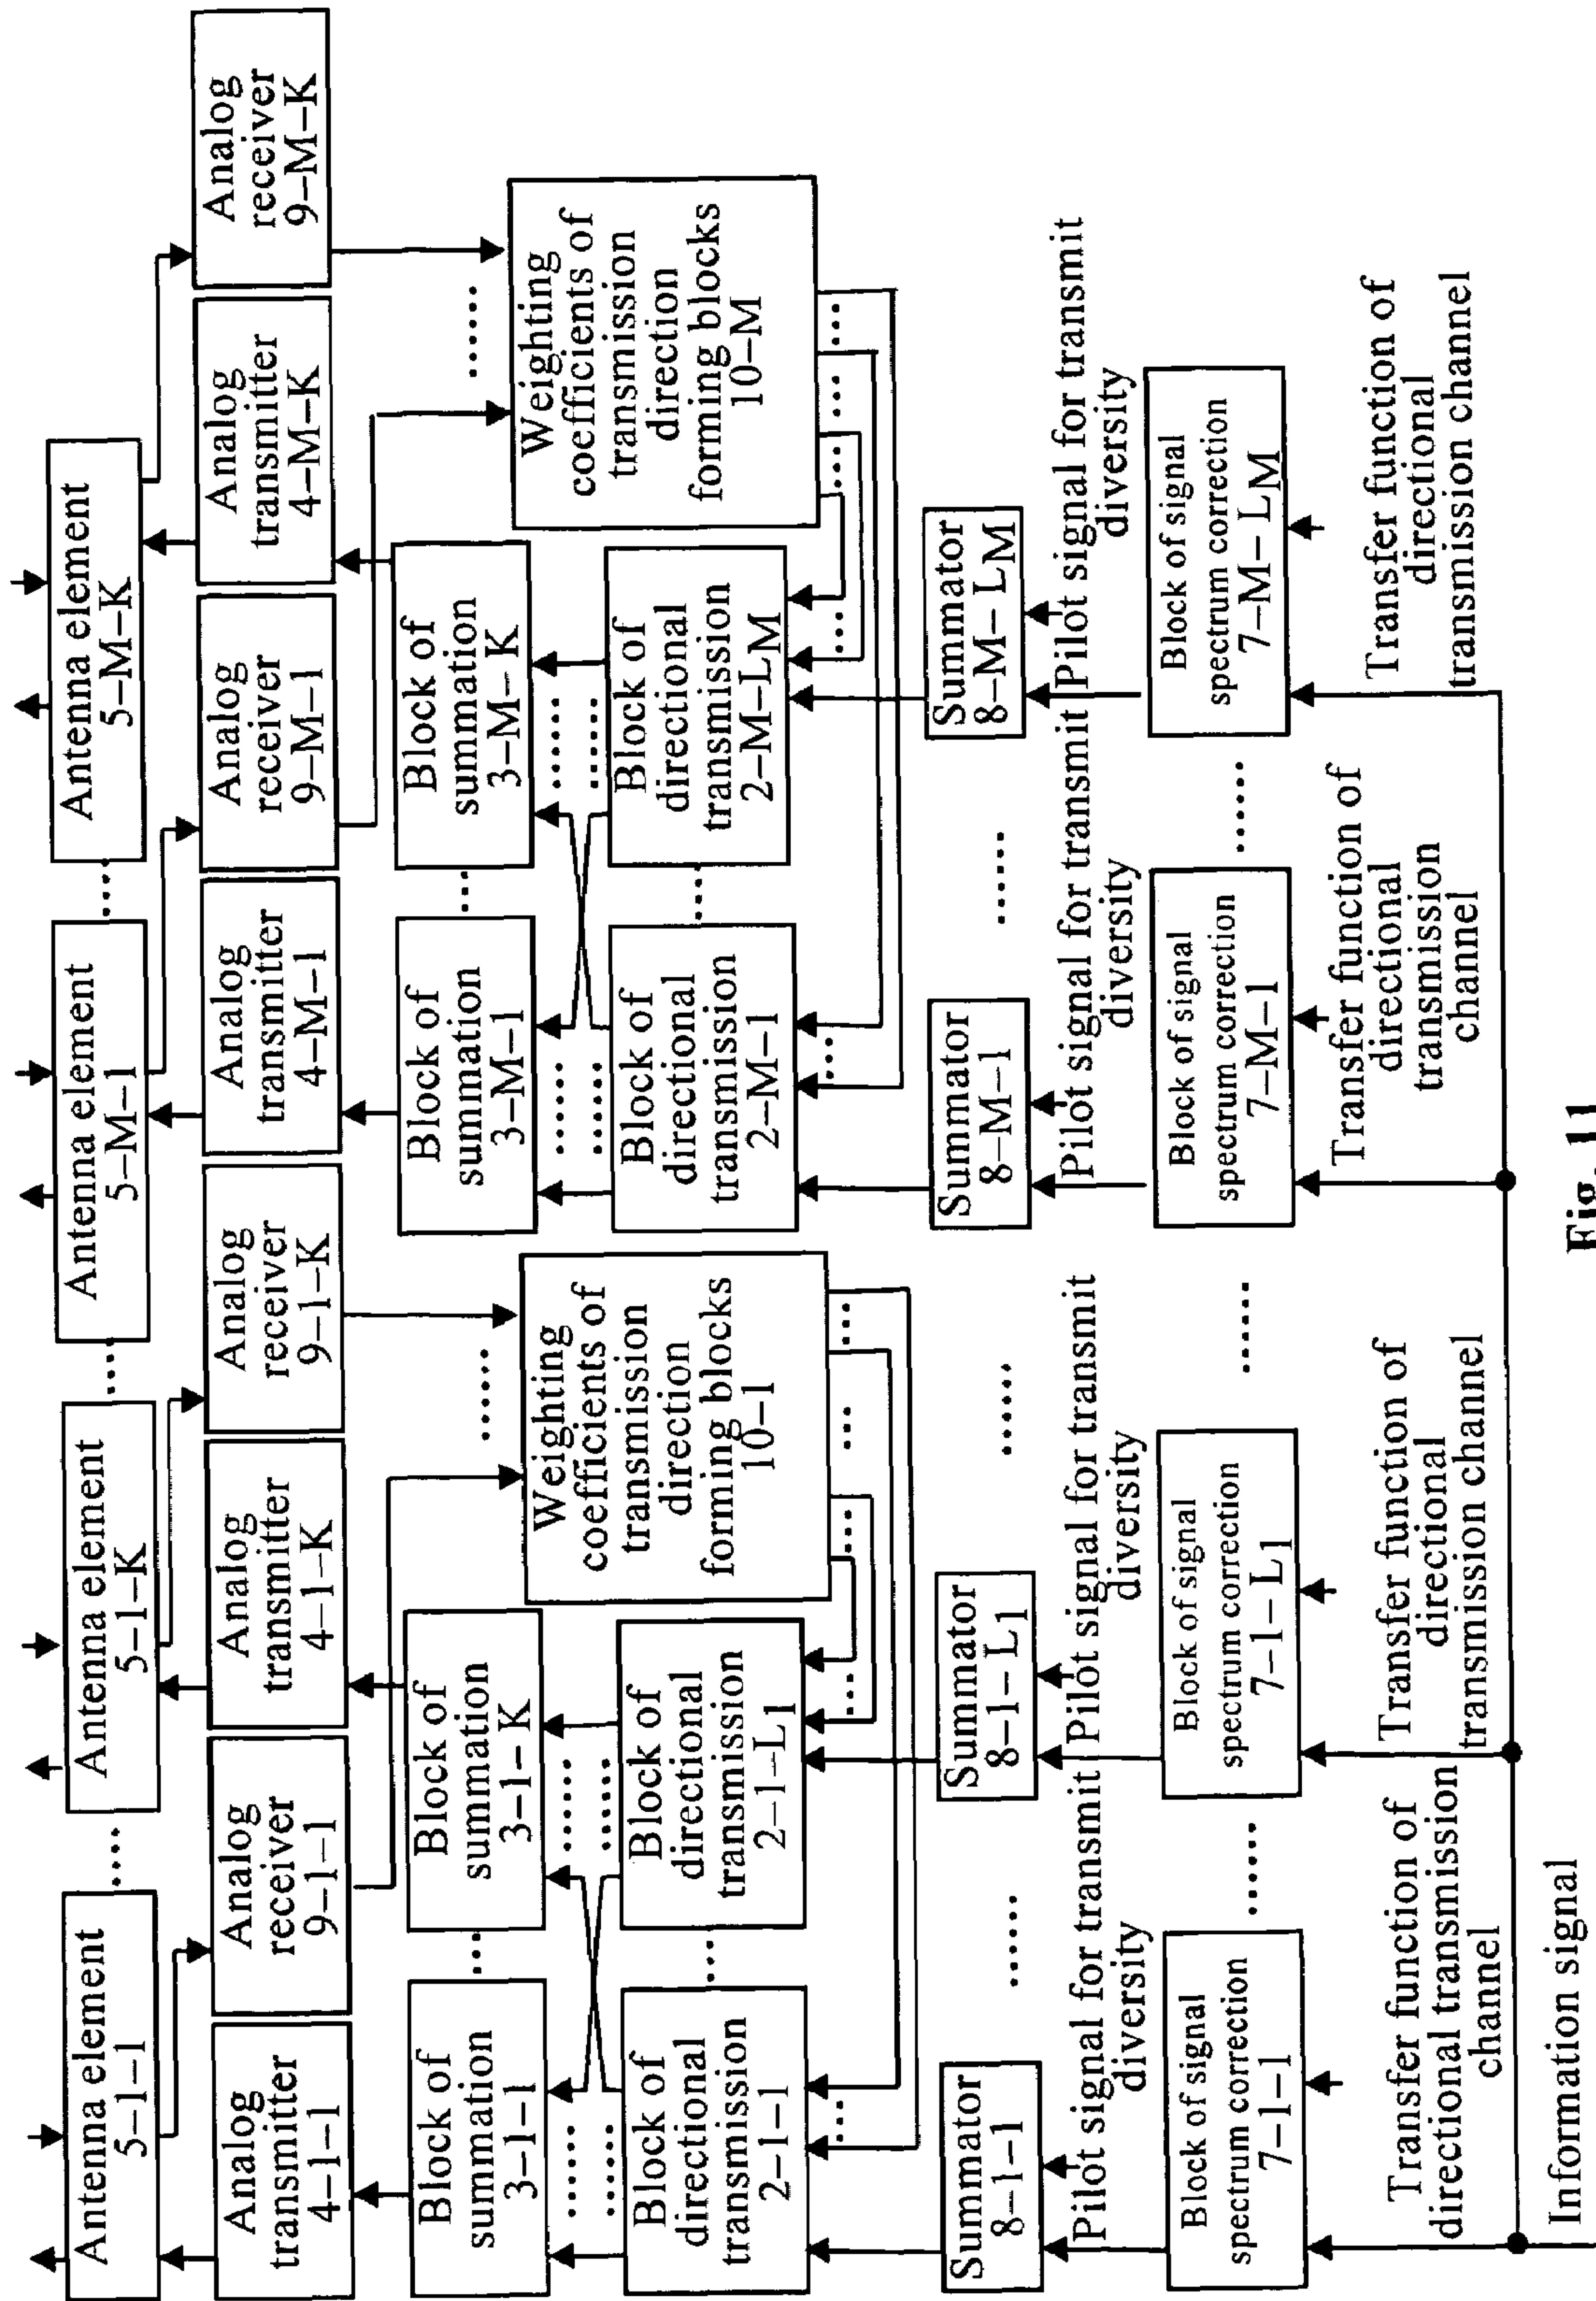 Antenna element
5–1–1
Antenna element
5–1–K
Antenna element
5–M–1
Antenna element
5–M–K
Analog
transmitter
4–1–1
Analog
receiver
9–1–1
Analog
transmitter
4–1–K
Analog
receiver
9–1–K
Analog
transmitter
4–M–1
Analog
receiver
9–M–1
Analog
transmitter
4–M–K
Analog
receiver
9–M–K
Block of
summation
3–1–1
Block of
summation
3–1–K
Weighting
coefficients of
transmission
direction
forming blocks
10–1
Block of
summation
3–M–1
Block of
summation
3–M–K
Weighting
coefficients of
transmission
direction
forming blocks
10–M
Block of
directional
transmission
2–1–1
Block of
directional
transmission
2–1–L1
Block of
directional
transmission
2–M–1
Block of
directional
transmission
2–M–LM
Summator
8–1–1
Summator
8–1–L1
Summator
8–M–1
Summator
8–M–LM
Pilot signal for transmit
diversity
Pilot signal for transmit
diversity
Pilot signal for transmit
diversity
Pilot signal for transmit
diversity
Block of signal
spectrum correction
7–1–1
Block of signal
spectrum correction
7–1–L1
Block of signal
spectrum correction
7–M–1
Block of signal
spectrum correction
7–M–LM
Transfer function of
directional transmission
channel
Transfer function of
directional
transmission channel
Transfer function of
directional
transmission
channel
Transfer function of
directional
transmission channel
Information signal
Fig. 11